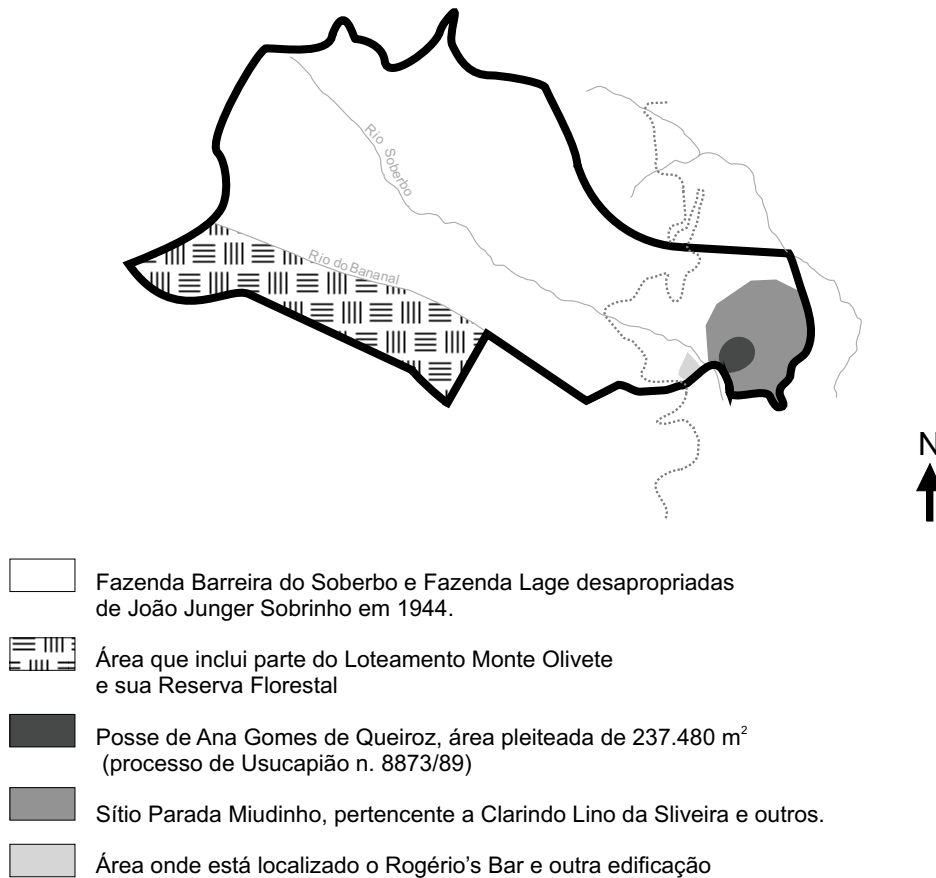 Rio Soberbo
Rio do Bananal
N
Fazenda Barreira do Soberbo e Fazenda Lage desapropriadas
de João Junger Sobrinho em 1944.
Área que inclui parte do Loteamento Monte Olivete
e sua Reserva Florestal
Posse de Ana Gomes de Queiroz, área pleiteada de 237.480 m²
(processo de Usucapião n. 8873/89)
Sítio Parada Miudinho, pertencente a Clarindo Lino da Sliveira e outros.
Área onde está localizado o Rogério's Bar e outra edificação